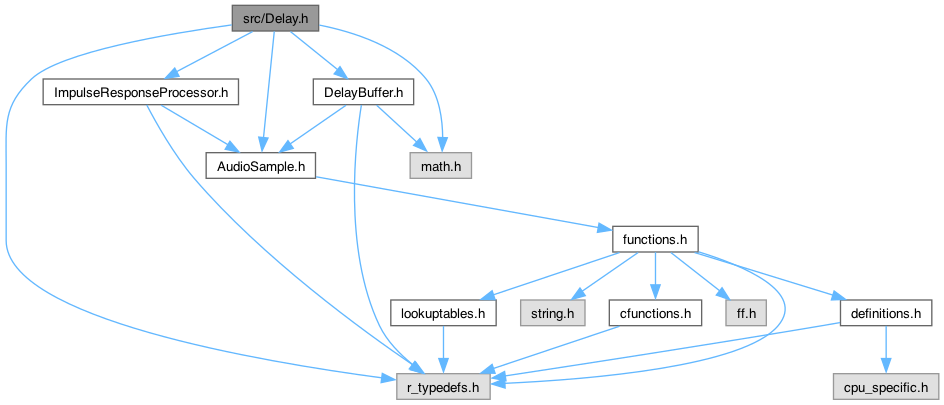 src/Delay.h
ImpulseResponseProcessor.h
DelayBuffer.h
AudioSample.h
math.h
functions.h
lookuptables.h
string.h
cfunctions.h
ff.h
definitions.h
r_typedefs.h
cpu_specific.h